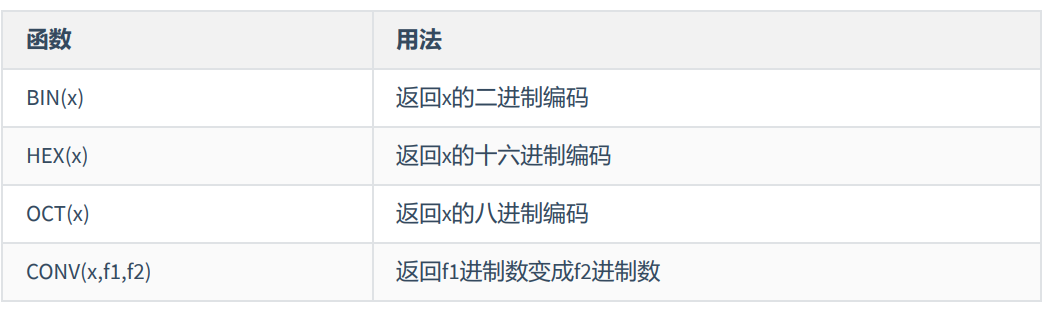 函数 用法
BIN(x) 返回x的二进制编码
HEX(x) 返回x的十六进制编码
OCT(x) 返回x的八进制编码
CONV(x,f1,f2) 返回f1进制数变成f2进制数